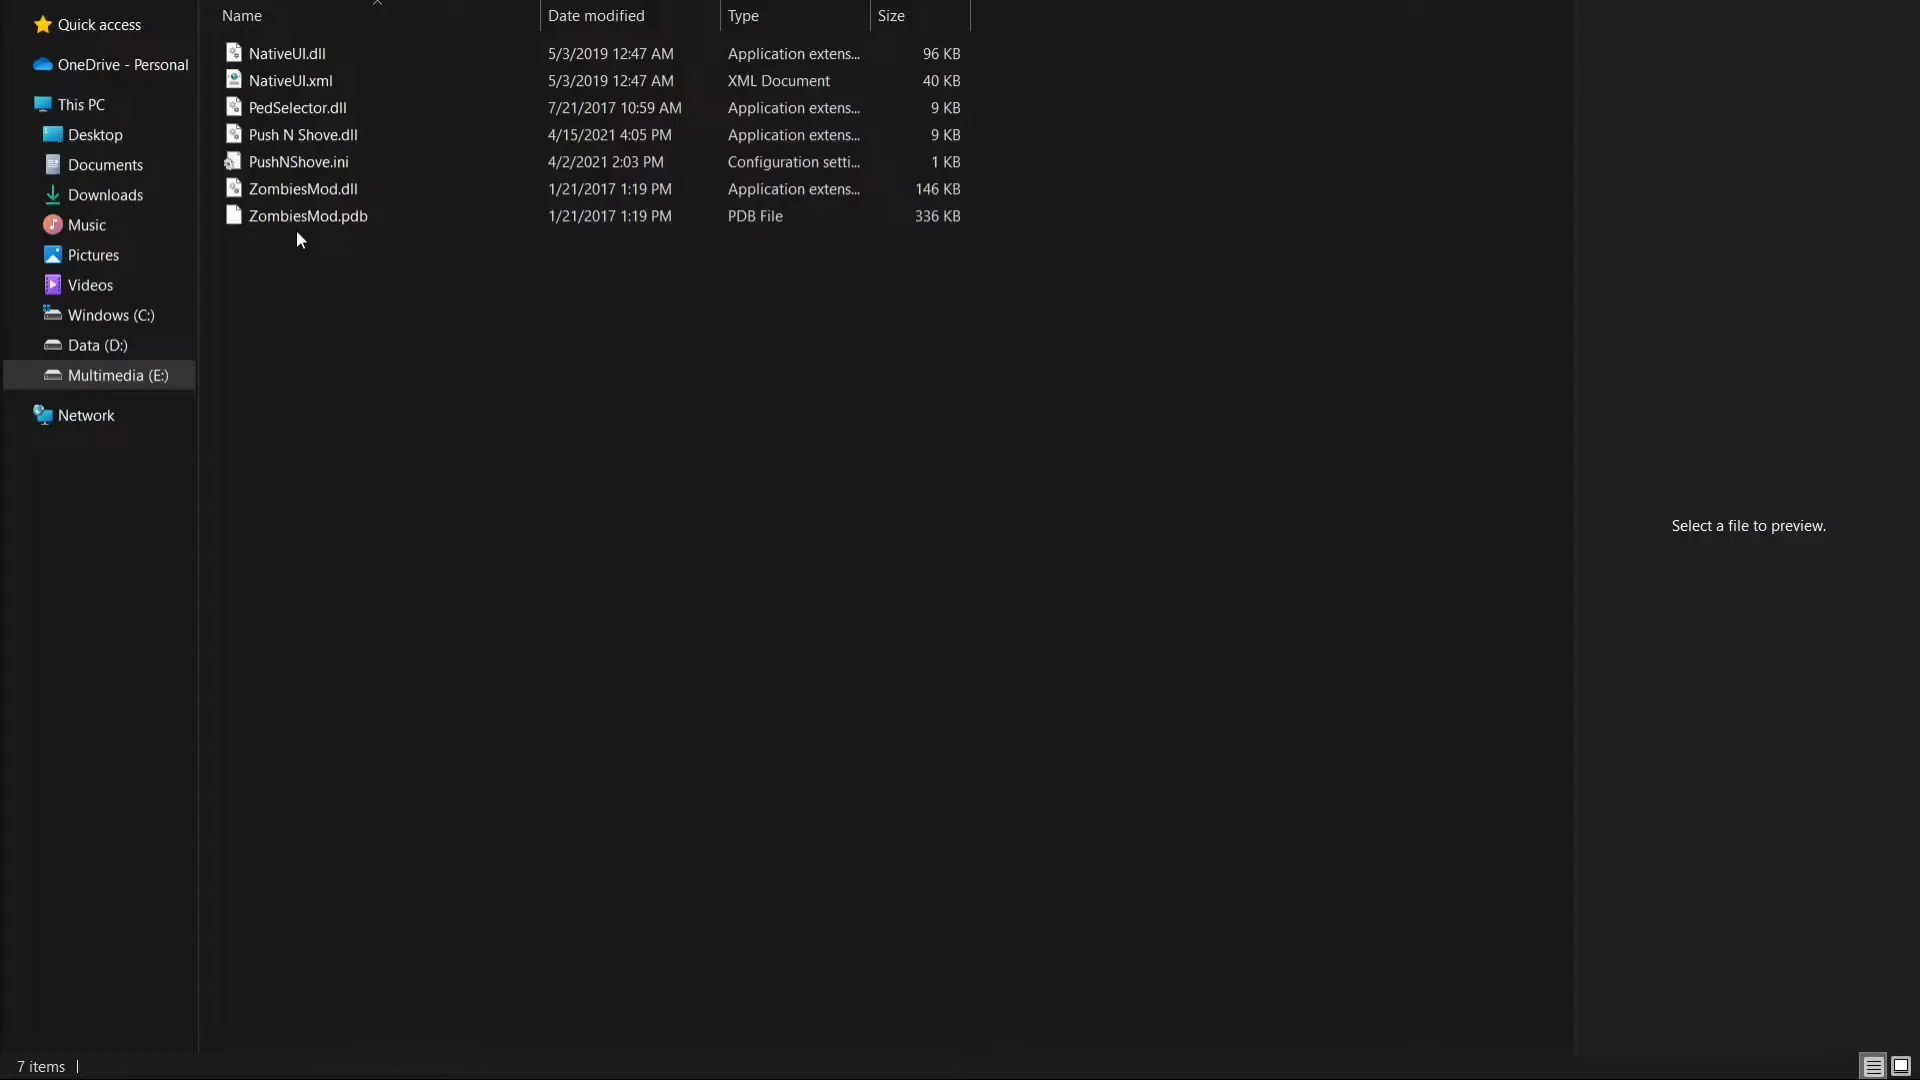 Quick access
OneDrive - Personal
This PC
Desktop
Documents
Downloads
Music
Pictures
Videos
Windows (C:)
Data (D:)
Multimedia (E:)
Network
Name Date modified Type Size
NativeUI.dll 5/3/2019 12:47 AM Application extens... 96 KB
NativeUI.xml 5/3/2019 12:47 AM XML Document 40 KB
PedSelector.dll 7/21/2017 10:59 AM Application extens... 9 KB
Push N Shove.dll 4/15/2021 4:05 PM Application extens... 9 KB
PushNShove.ini 4/2/2021 2:03 PM Configuration setti... 1 KB
ZombiesMod.dll 1/21/2017 1:19 PM Application extens... 146 KB
ZombiesMod.pdb 1/21/2017 1:19 PM PDB File 336 KB
Select a file to preview.
7 items